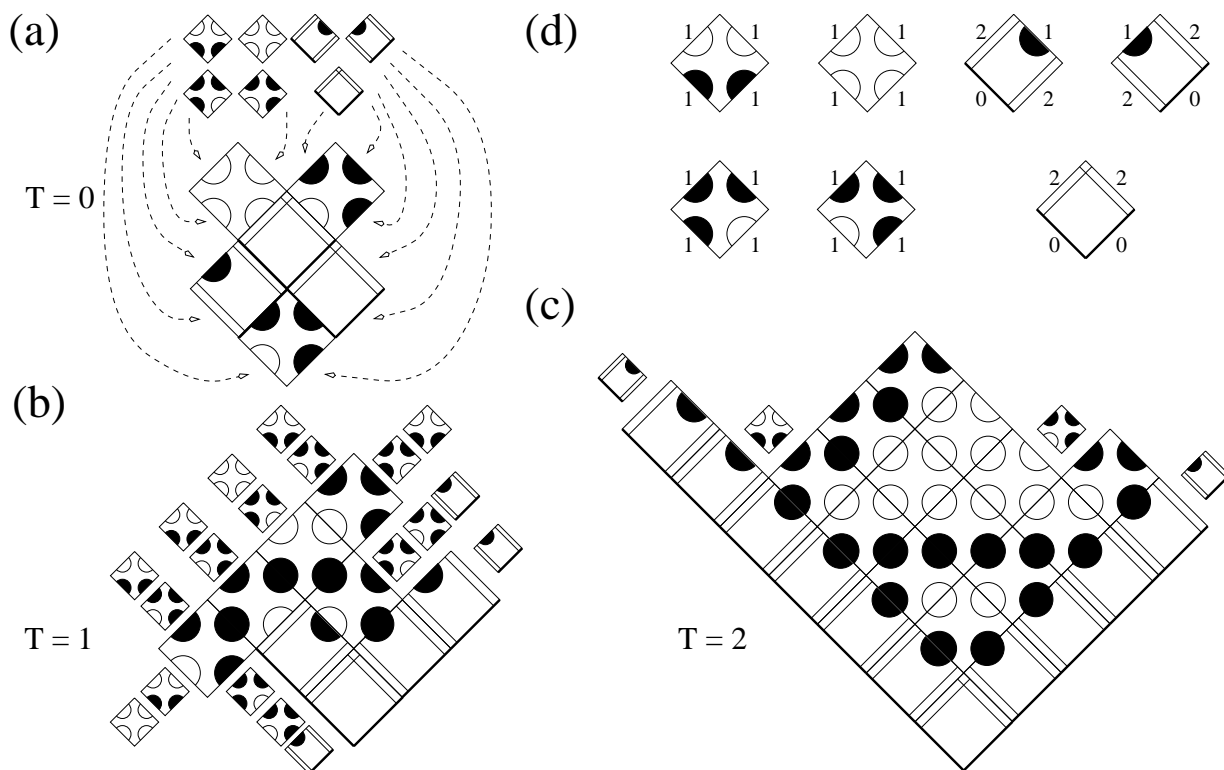 (a)
T = 0
(b)
T = 1
(d)
1 1 1 1 2 1 1 2
1 1 1 1 0 2 2 0
1 1 1 1 2 2
1 1 1 1 0 0
(c)
T = 2